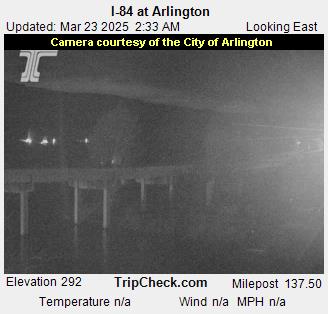 I-84 at Arlington
Updated: Mar 23 2025 2:33 AM Looking East
Camera courtesy of the City of Arlington
Elevation 292 TripCheck.com Milepost 137.50
Temperature n/a Wind n/a MPH n/a